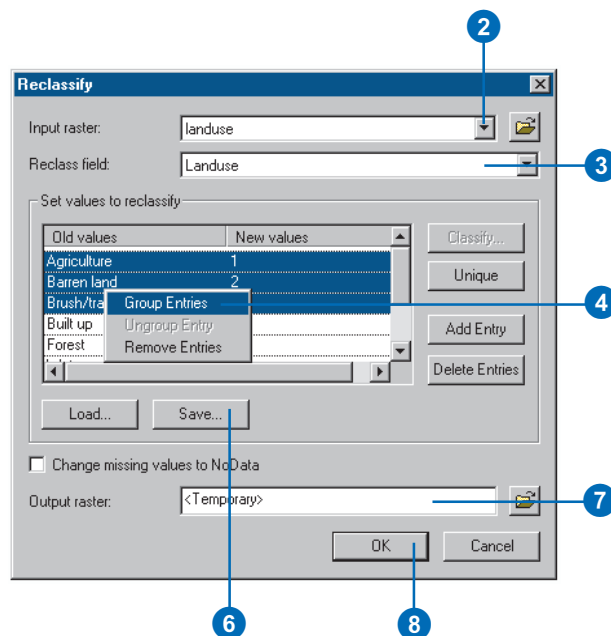 2
Reclassify
Input raster: landuse
Reclass field: Landuse
3
Set values to reclassify
Old values New values
Classify...
Agriculture 1
Barren land 2
Unique
Brush/tra
Group Entries
4
Built up
Ungroup Entry
Add Entry
Forest
Remove Entries
Delete Entries
Load... Save...
Change missing values to NoData
Output raster: <Temporary>
7
OK Cancel
6
8